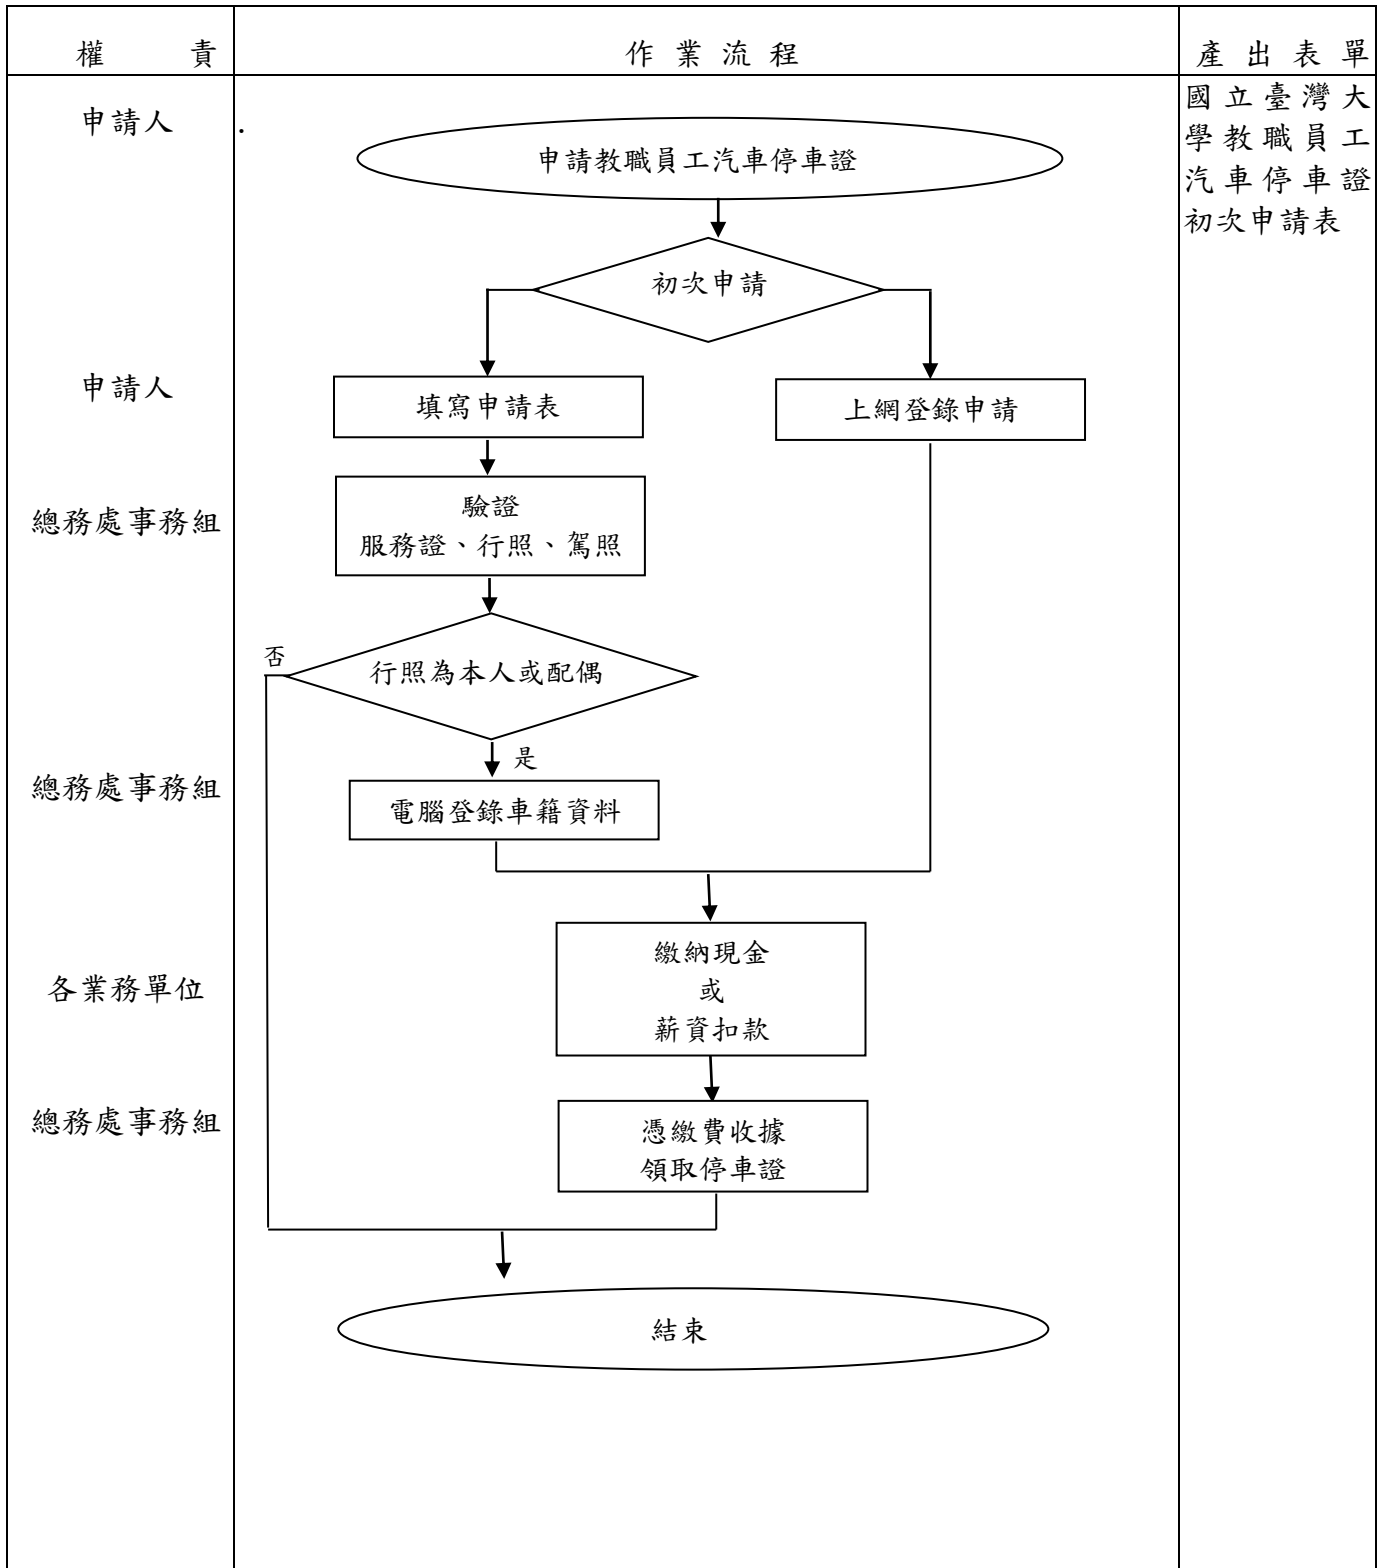 權 責
作 業 流 程
產 出 表 單
申請人
.
申請教職員工汽車停車證
國立臺灣大
學教職員工
汽車停車證
初次申請表
初次申請
申請人
填寫申請表
上網登錄申請
總務處事務組
驗證
服務證、行照、駕照
否
行照為本人或配偶
是
總務處事務組
電腦登錄車籍資料
各業務單位
繳納現金
或
薪資扣款
總務處事務組
憑繳費收據
領取停車證
結束